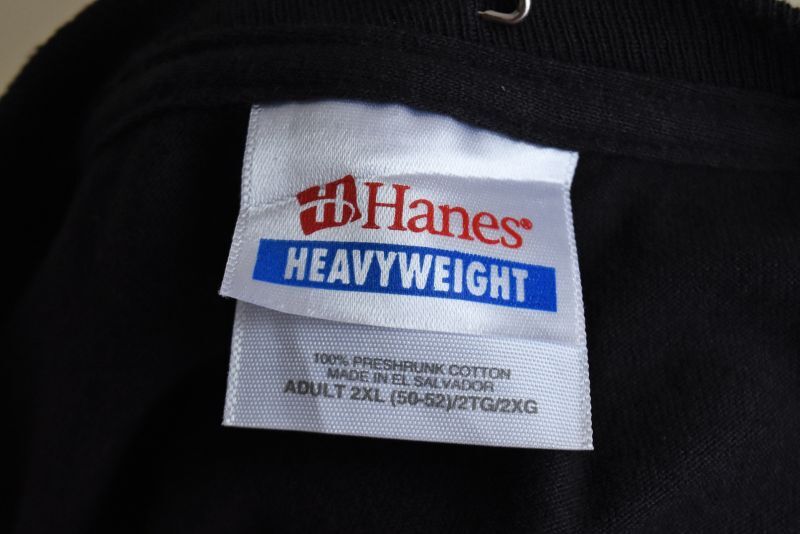 Hanes®
HEAVYWEIGHT
100% PRESHRUNK COTTON
MADE IN EL SALVADOR
ADULT 2XL (50-52)/2TG/2XG